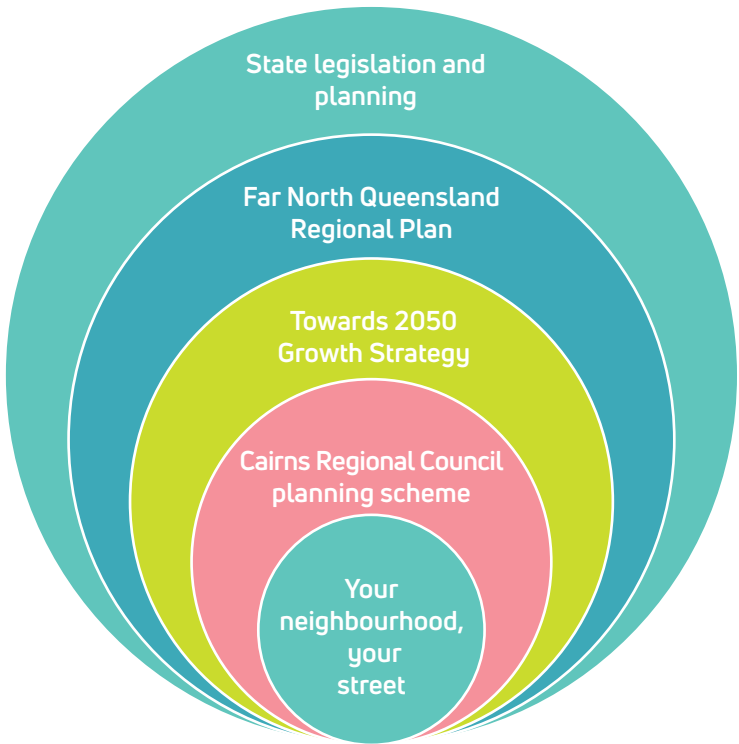 State legislation and
planning
Far North Queensland
Regional Plan
Towards 2050
Growth Strategy
Cairns Regional Council
planning scheme
Your
neighbourhood,
your
street